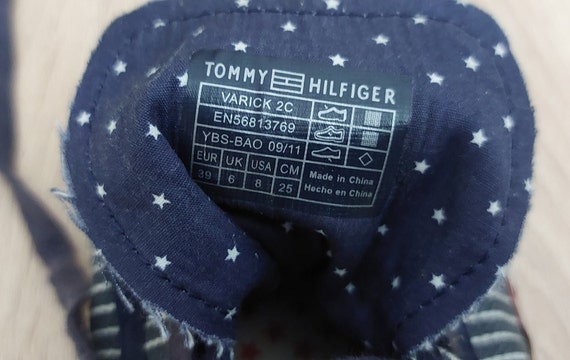 TOMMY HILFIGER
VARICK 2C
EN56813769
YBS-BAO 09/11
EUR UK USA CM
39 6 8 25
Made in China
Hecho en China